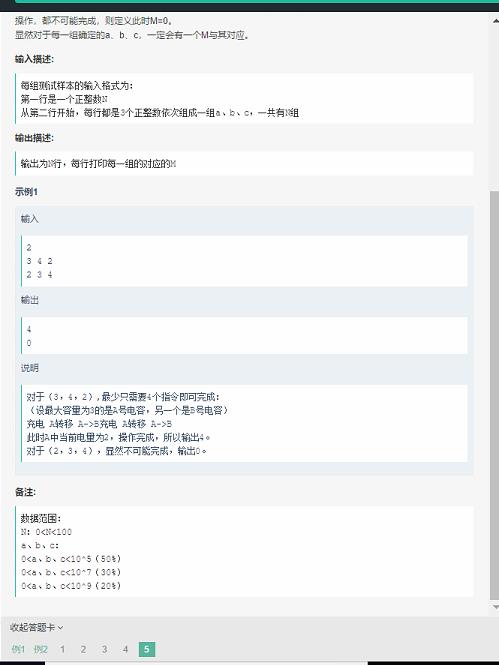 操作，都不可能完成，则定义此时M=0。
显然对于每一组确定的a、b、c，一定会有一个M与其对应。
输入描述:
每组测试样本的输入格式为:
第一行是一个正整数N
从第二行开始，每行都是3个正整数依次组成一组a、b、c，一共有N组
输出描述:
输出为N行，每行打印每一组的对应的M
示例1
输入
2
3 4 2
2 3 4
输出
4
0
说明
对于（3，4，2）,最少只需要4个指令即可完成:
（设最大容量为3的是A号电容，另一个是B号电容）
充电 A转移 A->B充电 A转移 A->B
此时A中当前电量为2，操作完成，所以输出4。
对于（2，3，4），显然不可能完成，输出0。
备注:
数据范围:
N: 0<N<100
a、b、c:
0<a、b、c<10^5（50%）
0<a、b、c<10^7（30%）
0<a、b、c<10^9（20%）
收起答题卡
例1 例2 1 2 3 4 5